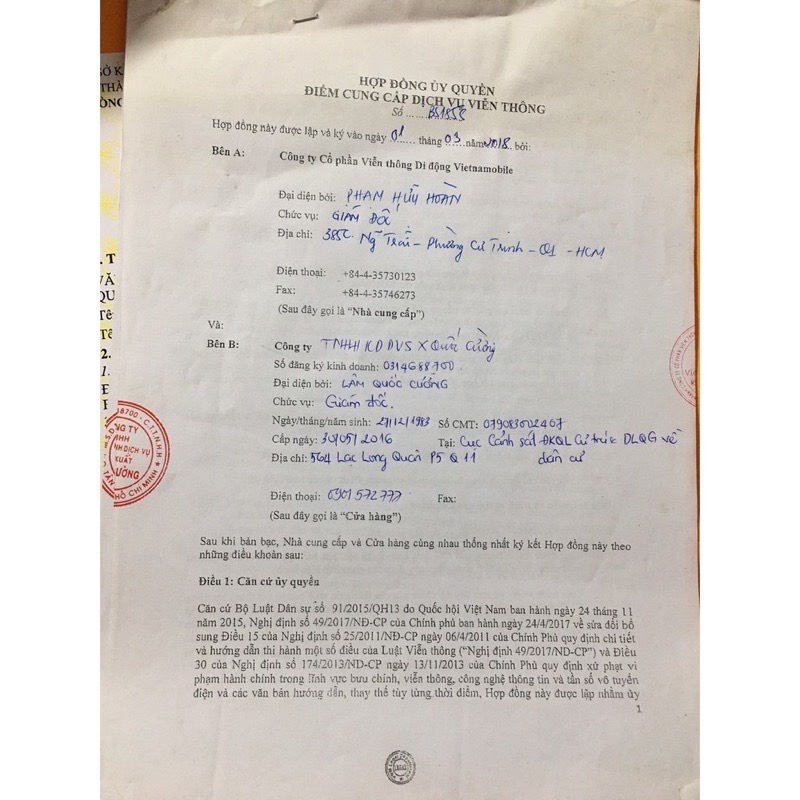 HỢP ĐỒNG ỦY QUYỀN
ĐIỂM CUNG CẤP DỊCH VỤ VIỄN THÔNG
Số ......
Hợp đồng này được lập và ký vào ngày 01 tháng 03 năm 2018 bởi:
Bên A: Công ty Cổ phần Viễn thông Di động Vietnamobile
Đại diện bởi: PHAM HỮU HOÀN
Chức vụ: GIÁM ĐỐC
Địa chỉ: 385C. Ng Trãi - Phường Cư Trinh - Q1 - HCM
Điện thoại: +84-4-35730123
Fax: +84-4-35746273
(Sau đây gọi là “Nhà cung cấp”)
Và:
Bên B: Công ty TNHH KD DV SX Quốc Cường
Số đăng ký kinh doanh: 0314688700
Đại diện bởi: LÂM QUỐC CƯỜNG
Chức vụ: Giám đốc.
Ngày/tháng/năm sinh: 27/12/1983 Số CMT: 079083002407
Cấp ngày: 30/05/2016 Tại: Cục Cảnh sát ĐKQL Cư trú & DLQG về
dân cư
Địa chỉ: 564 Lạc Long Quân P5 Q11
Điện thoại: 0901572777 Fax:
(Sau đây gọi là “Cửa hàng”)
Sau khi bàn bạc, Nhà cung cấp và Cửa hàng cùng nhau thống nhất ký kết Hợp đồng này theo
những điều khoản sau:
Điều 1: Căn cứ ủy quyền
Căn cứ Bộ Luật Dân sự số 91/2015/QH13 do Quốc hội Việt Nam ban hành ngày 24 tháng 11
năm 2015, Nghị định số 49/2017/NĐ-CP của Chính phủ ban hành ngày 24/4/2017 về sửa đổi bổ
sung Điều 15 của Nghị định số 25/2011/NĐ-CP ngày 06/4/2011 của Chính Phủ quy định chi tiết
và hướng dẫn thi hành một số điều của Luật Viễn thông (“Nghị định 49/2017/NĐ-CP”) và Điều
30 của Nghị định số 174/2013/NĐ-CP ngày 13/11/2013 của Chính Phủ quy định xử phạt vi
phạm hành chính trong lĩnh vực bưu chính, viễn thông, công nghệ thông tin và tần số vô tuyến
điện và các văn bản hướng dẫn, thay thế tùy từng thời điểm, Hợp đồng này được lập nhằm ủy
1